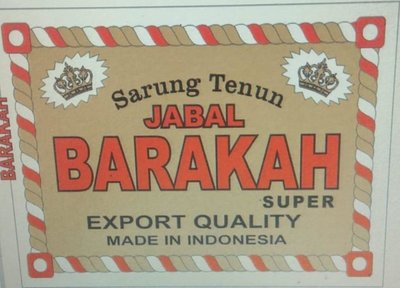 Sarung Tenun
JABAL
BARAKAH
SUPER
EXPORT QUALITY
MADE IN INDONESIA
BARAKAH